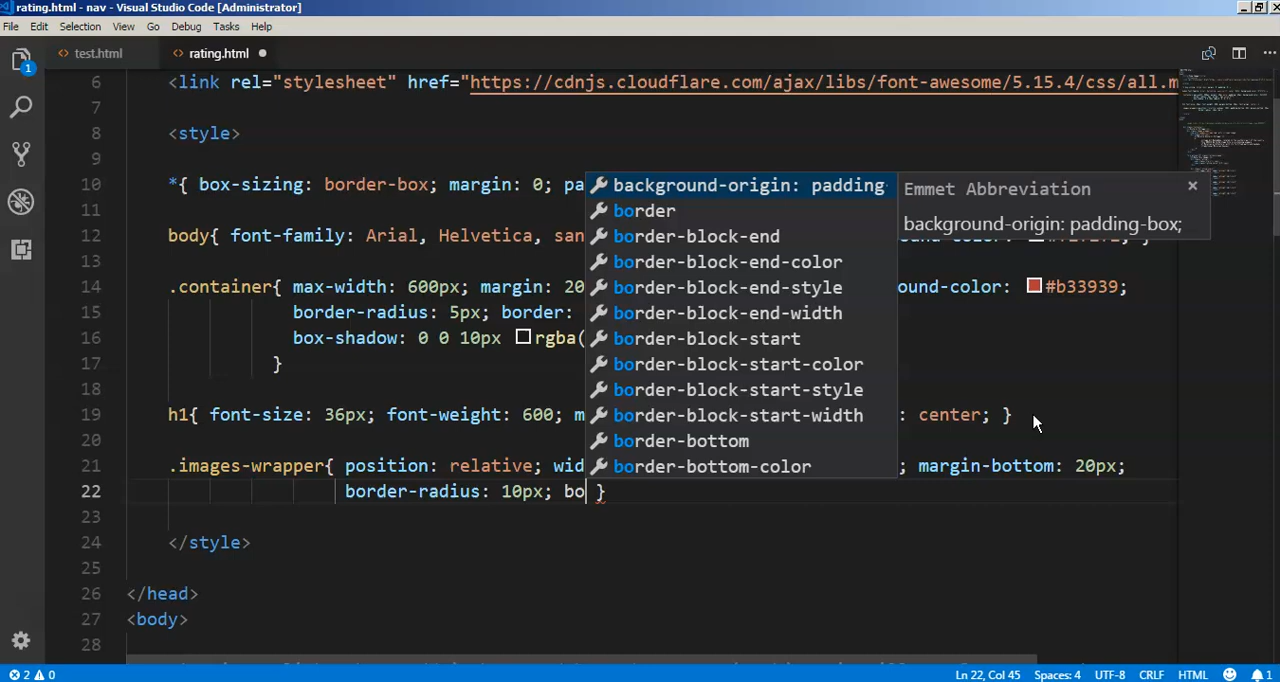 rating.html - nav - Visual Studio Code [Administrator]
File Edit Selection View Go Debug Tasks Help
test.html rating.html
6 <link rel="stylesheet" href="https://cdnjs.cloudflare.com/ajax/libs/font-awesome/5.15.4/css/all.m
7
8 <style>
9
10 *{ box-sizing: border-box; margin: 0; pa
11
12 body{ font-family: Arial, Helvetica, san
13
14 .container{ max-width: 600px; margin: 20 ound-color: #b33939;
15 border-radius: 5px; border:
16 box-shadow: 0 0 10px rgba(
17 }
18
19 h1{ font-size: 36px; font-weight: 600; m : center; }
20
21 .images-wrapper{ position: relative; wid ; margin-bottom: 20px;
22 border-radius: 10px; bo }
23
24 </style>
25
26 </head>
27 <body>
28
background-origin: padding
border
border-block-end
border-block-end-color
border-block-end-style
border-block-end-width
border-block-start
border-block-start-color
border-block-start-style
border-block-start-width
border-bottom
border-bottom-color
Emmet Abbreviation ×
background-origin: padding-box;
1
2 0 Ln 22, Col 45 Spaces: 4 UTF-8 CRLF HTML 1